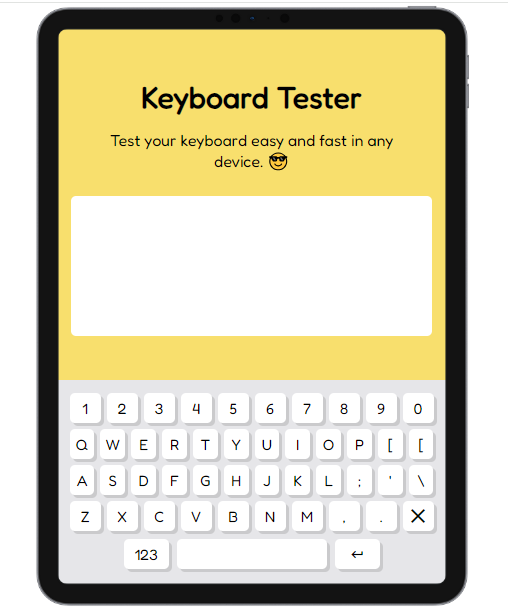 Keyboard Tester
Test your keyboard easy and fast in any
device. 😎
1 2 3 4 5 6 7 8 9 0
Q W E R T Y U I O P [ [
A S D F G H J K L ; ' \
Z X C V B N M , . ✕
123 ↵